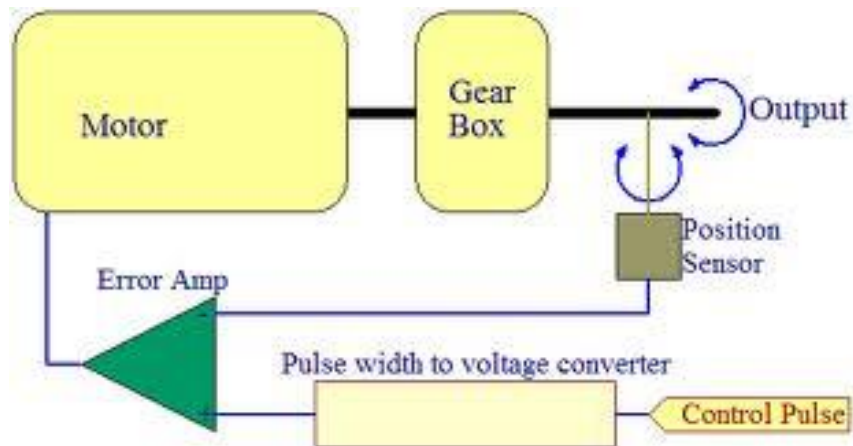 Motor
Gear
Box
Output
Position
Sensor
Error Amp
Pulse width to voltage converter
Control Pulse